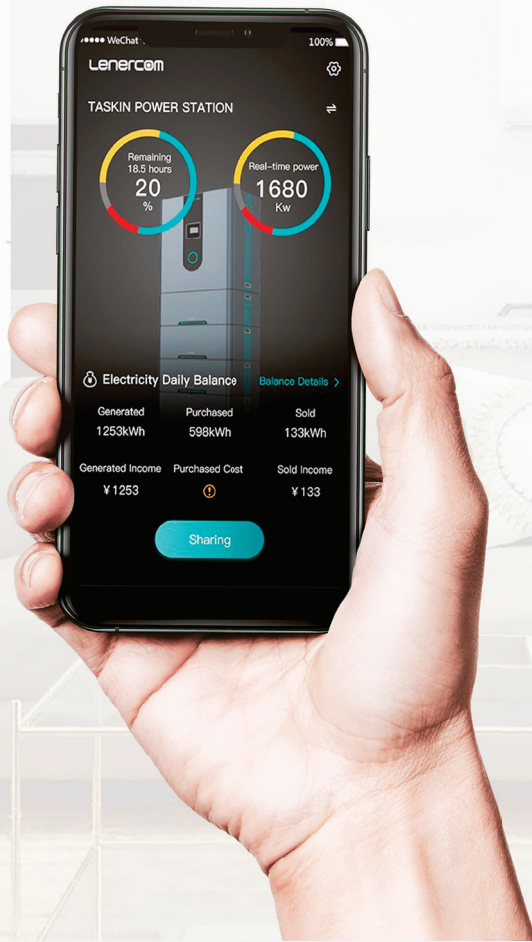 WeChat
100%
Lenercom
TASKIN POWER STATION
Remaining
18.5 hours
20
%
Real-time power
1680
Kw
Electricity Daily Balance
Balance Details
Generated
Purchased
Sold
1253kWh
598kWh
133kWh
Generated Income
Purchased Cost
Sold Income
¥1253
¥133
Sharing